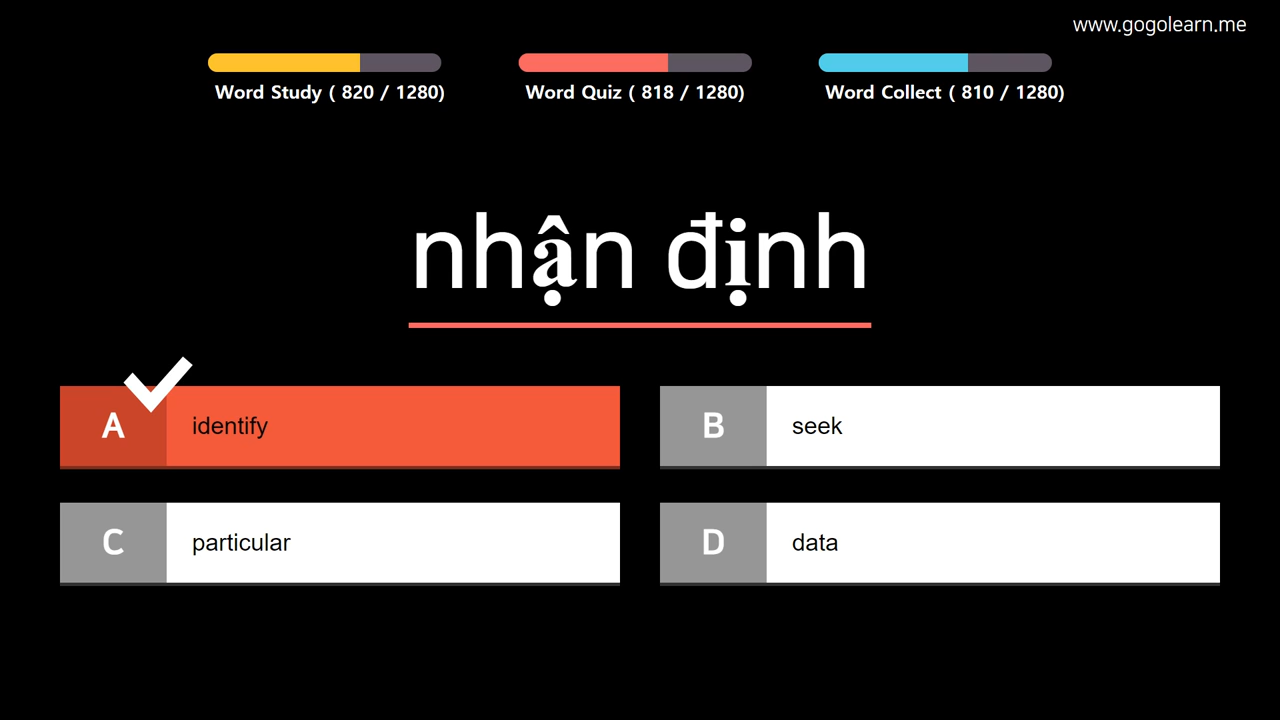 www.gogolearn.me
Word Study ( 820 / 1280)
Word Quiz ( 818 / 1280)
Word Collect ( 810 / 1280)
nhận định
A identify
B seek
C particular
D data